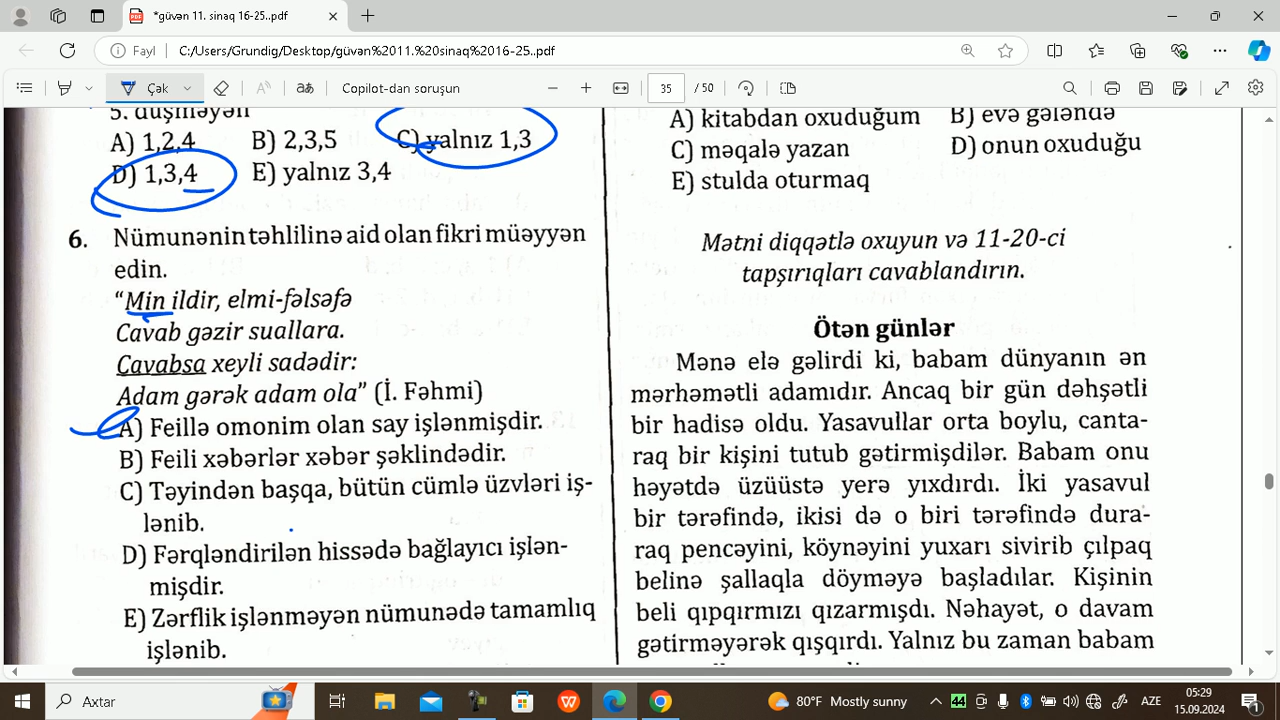 *güvən 11. sinaq 16-25..pdf
Fayl
C:/Users/Grundig/Desktop/güvən%2011.%20sınaq%2016-25..pdf
Çək
Copilot-dan soruşun
35 / 50
5. düşməyən
A) 1,2,4 B) 2,3,5 C) yalnız 1,3
D) 1,3,4 E) yalnız 3,4
6. Nümunənin təhlilinə aid olan fikri müəyyən
edin.
“Min ildir, elmi-fəlsəfə
Cavab gəzir suallara.
Cavabsa xeyli sadədir:
Adam gərək adam ola” (İ. Fəhmi)
A) Feillə omonim olan say işlənmişdir.
B) Feili xəbərlər xəbər şəklindədir.
C) Təyindən başqa, bütün cümlə üzvləri iş-
lənib.
D) Fərqləndirilən hissədə bağlayıcı işlən-
mişdir.
E) Zərflik işlənməyən nümunədə tamamlıq
işlənib.
A) kitabdan oxuduğum B) evə gələndə
C) məqalə yazan D) onun oxuduğu
E) stulda oturmaq
Mətni diqqətlə oxuyun və 11-20-ci
tapşırıqları cavablandırın.
Ötən günlər
Mənə elə gəlirdi ki, babam dünyanın ən
mərhəmətli adamıdır. Ancaq bir gün dəhşətli
bir hadisə oldu. Yasavullar orta boylu, canta-
raq bir kişini tutub gətirmişdilər. Babam onu
həyətdə üzüüstə yerə yıxdırdı. İki yasavul
bir tərəfində, ikisi də o biri tərəfində dura-
raq pencəyini, köynəyini yuxarı sivirib çılpaq
belinə şallaqla döyməyə başladılar. Kişinin
beli qıpqırmızı qızarmışdı. Nəhayət, o davam
gətirməyərək qışqırdı. Yalnız bu zaman babam
Axtar
80°F Mostly sunny
44
AZE
05:29
15.09.2024
1